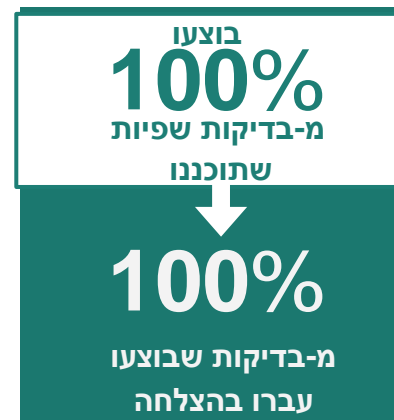 בוצעו
100%
מ-בדיקות שפיות
שתוכננו
100%
מ-בדיקות שבוצעו
עברו בהצלחה